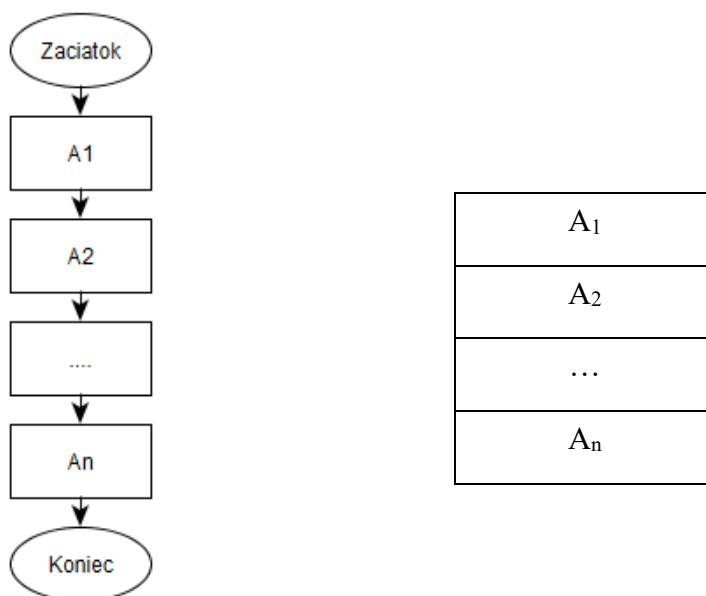 Zaciatok
A1
A2
....
An
Koniec
A₁
A₂
…
Aₙ